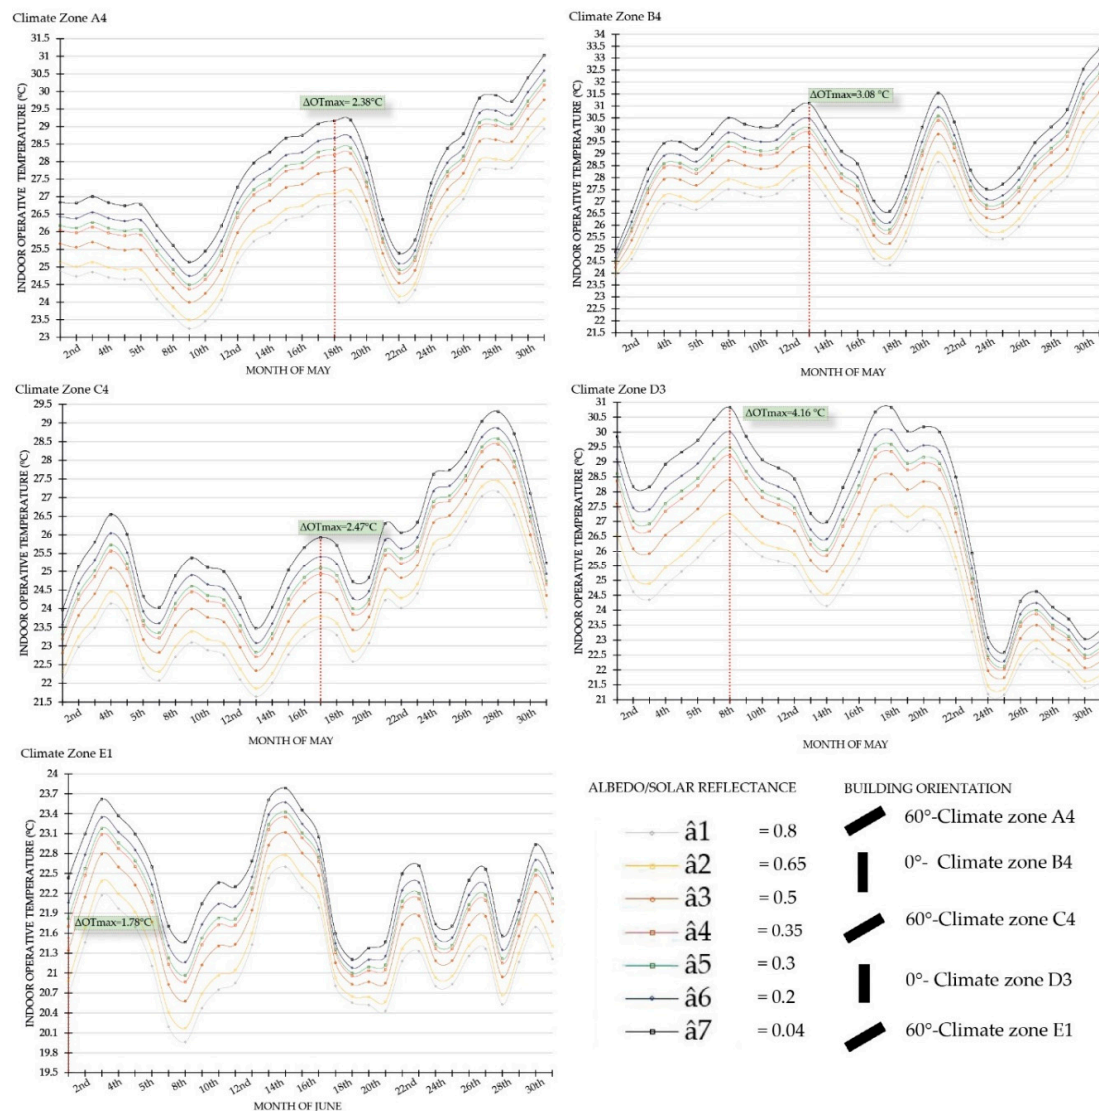 Climate Zone A4
31.5
31
30.5
30
29.5
29
28.5
28
27.5
27
26.5
26
25.5
25
24.5
24
23.5
23
INDOOR OPERATIVE TEMPERATURE (ºC)
ΔOTmax= 2.38°C
2nd 4th 5th 8th 10th 12nd 14th 16th 18th 20th 22nd 24th 26th 28th 30th
MONTH OF MAY
Climate Zone B4
34
33.5
33
32.5
32
31.5
31
30.5
30
29.5
29
28.5
28
27.5
27
26.5
26
25.5
25
24.5
24
23.5
23
22.5
22
21.5
INDOOR OPERATIVE TEMPERATURE (ºC)
ΔOTmax=3.08 °C
2nd 4th 5th 8th 10th 12nd 14th 16th 18th 20th 22nd 24th 26th 28th 30th
MONTH OF MAY
Climate Zone C4
29.5
29
28.5
28
27.5
27
26.5
26
25.5
25
24.5
24
23.5
23
22.5
22
21.5
INDOOR OPERATIVE TEMPERATURE (ºC)
ΔOTmax=2.47°C
2nd 4th 5th 8th 10th 12nd 14th 16th 18th 20th 22nd 24th 26th 28th 30th
MONTH OF MAY
Climate Zone D3
31
30.5
30
29.5
29
28.5
28
27.5
27
26.5
26
25.5
25
24.5
24
23.5
23
22.5
22
21.5
21
INDOOR OPERATIVE TEMPERATURE (ºC)
ΔOTmax=4.16 °C
2nd 4th 5th 8th 10th 12nd 14th 16th 18th 20th 22nd 24th 26th 28th 30th
MONTH OF MAY
Climate Zone E1
24
23.7
23.4
23.1
22.8
22.5
22.2
21.9
21.6
21.3
21
20.7
20.4
20.1
19.8
19.5
INDOOR OPERATIVE TEMPERATURE (ºC)
ΔOTmax=1.78°C
2nd 4th 5th 8th 10th 12nd 14th 16th 18th 20th 22nd 24th 26th 28th 30th
MONTH OF JUNE
ALBEDO/SOLAR REFLECTANCE
â1 = 0.8
â2 = 0.65
â3 = 0.5
â4 = 0.35
â5 = 0.3
â6 = 0.2
â7 = 0.04
BUILDING ORIENTATION
60°-Climate zone A4
0°- Climate zone B4
60°-Climate zone C4
0°- Climate zone D3
60°-Climate zone E1